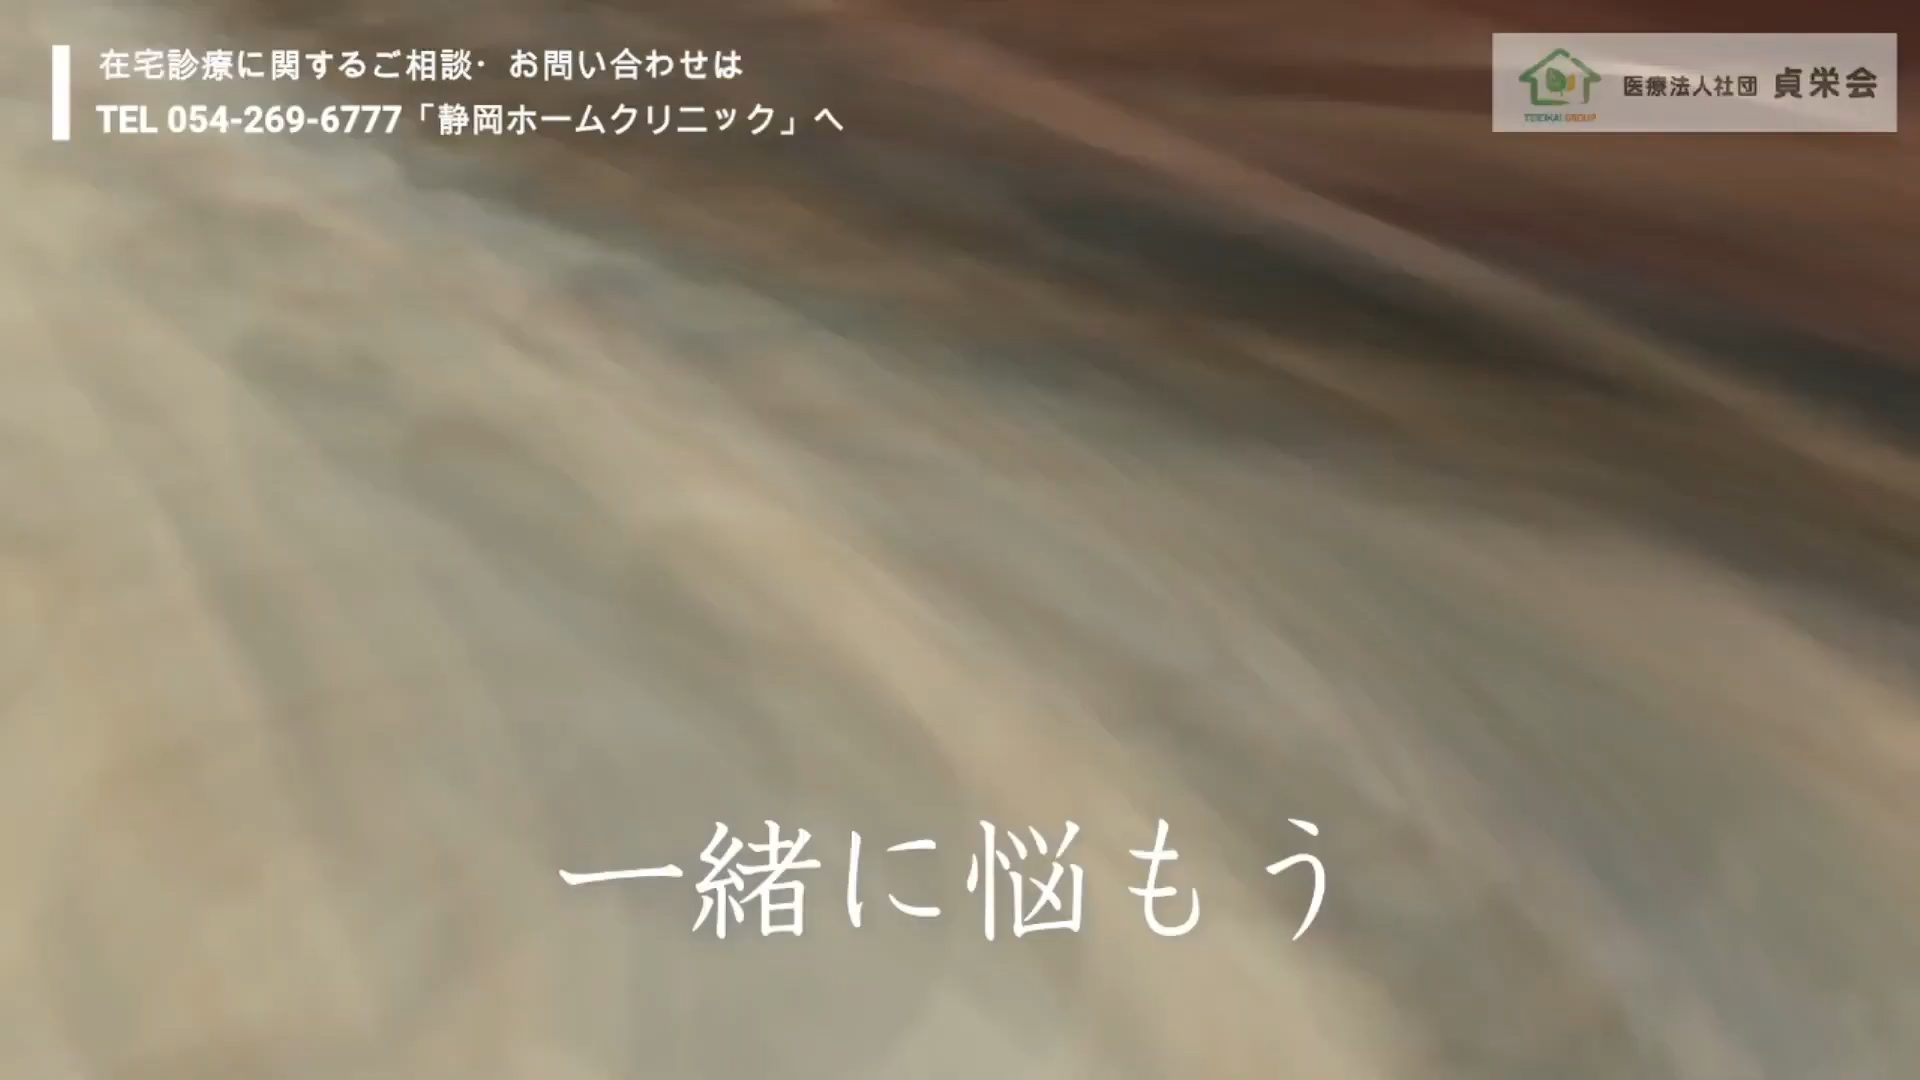 在宅診療に関するご相談・お問い合わせは
TEL 054-269-6777「静岡ホームクリニック」へ
医療法人社団 貞栄会
TEIEIKAI GROUP
一緒に悩もう